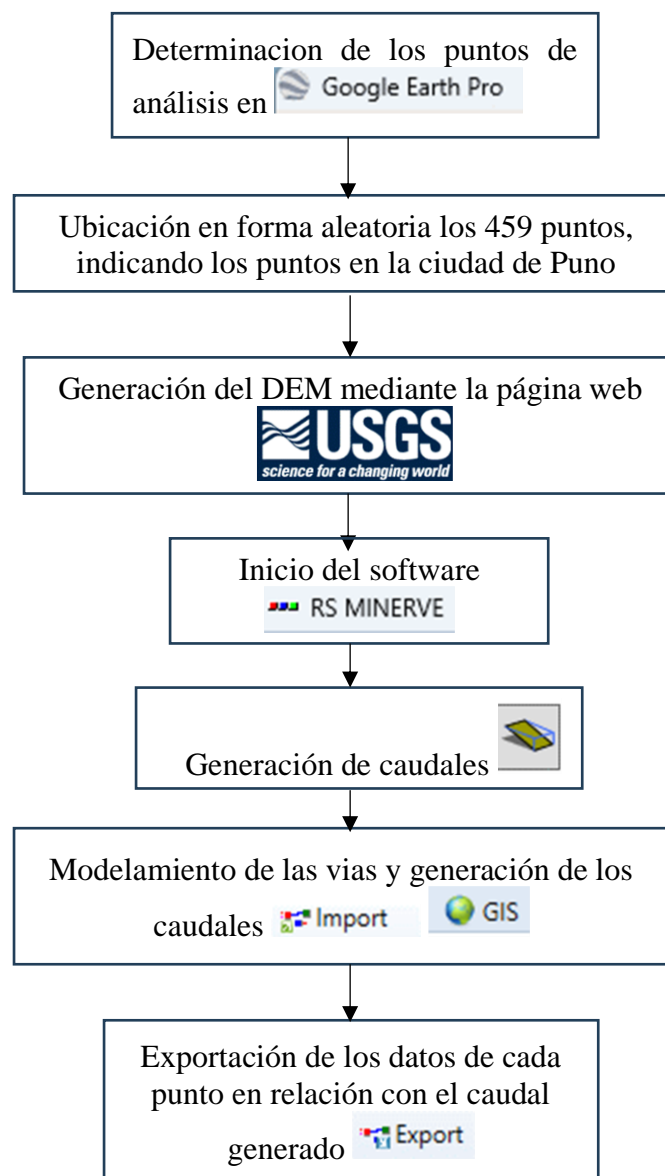 Determinacion de los puntos de
análisis en Google Earth Pro
Ubicación en forma aleatoria los 459 puntos,
indicando los puntos en la ciudad de Puno
Generación del DEM mediante la página web
USGS
science for a changing world
Inicio del software
RS MINERVE
Generación de caudales
Modelamiento de las vias y generación de los
caudales Import GIS
Exportación de los datos de cada
punto en relación con el caudal
generado Export